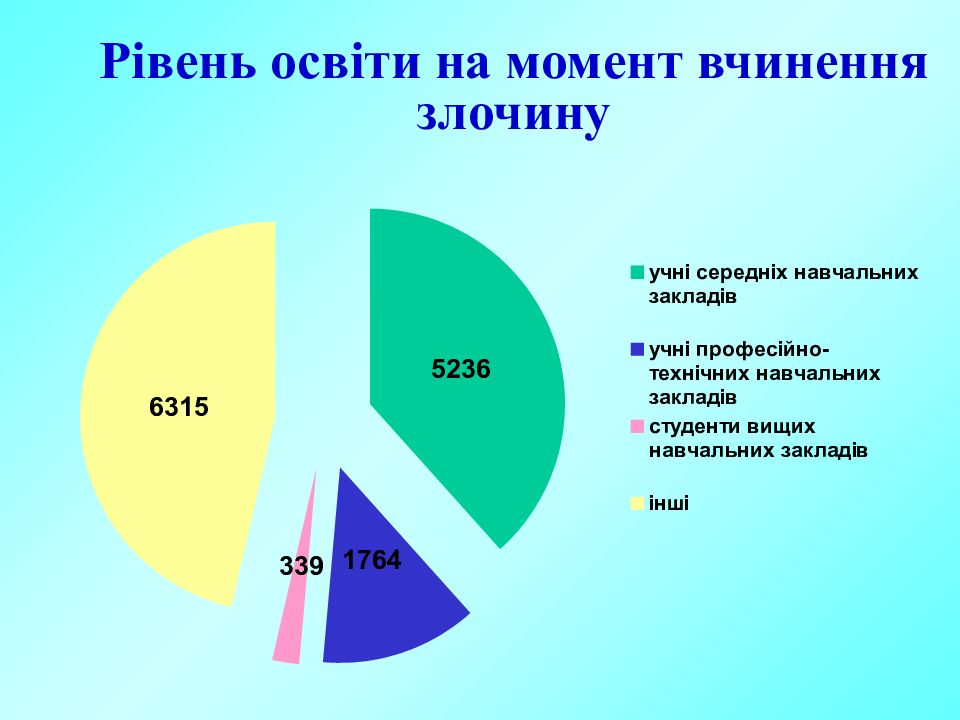 Рівень освіти на момент вчинення
злочину
5236
6315
1764
339
учні середніх навчальних
закладів
учні професійно-
технічних навчальних
закладів
студенти вищих
навчальних закладів
інші